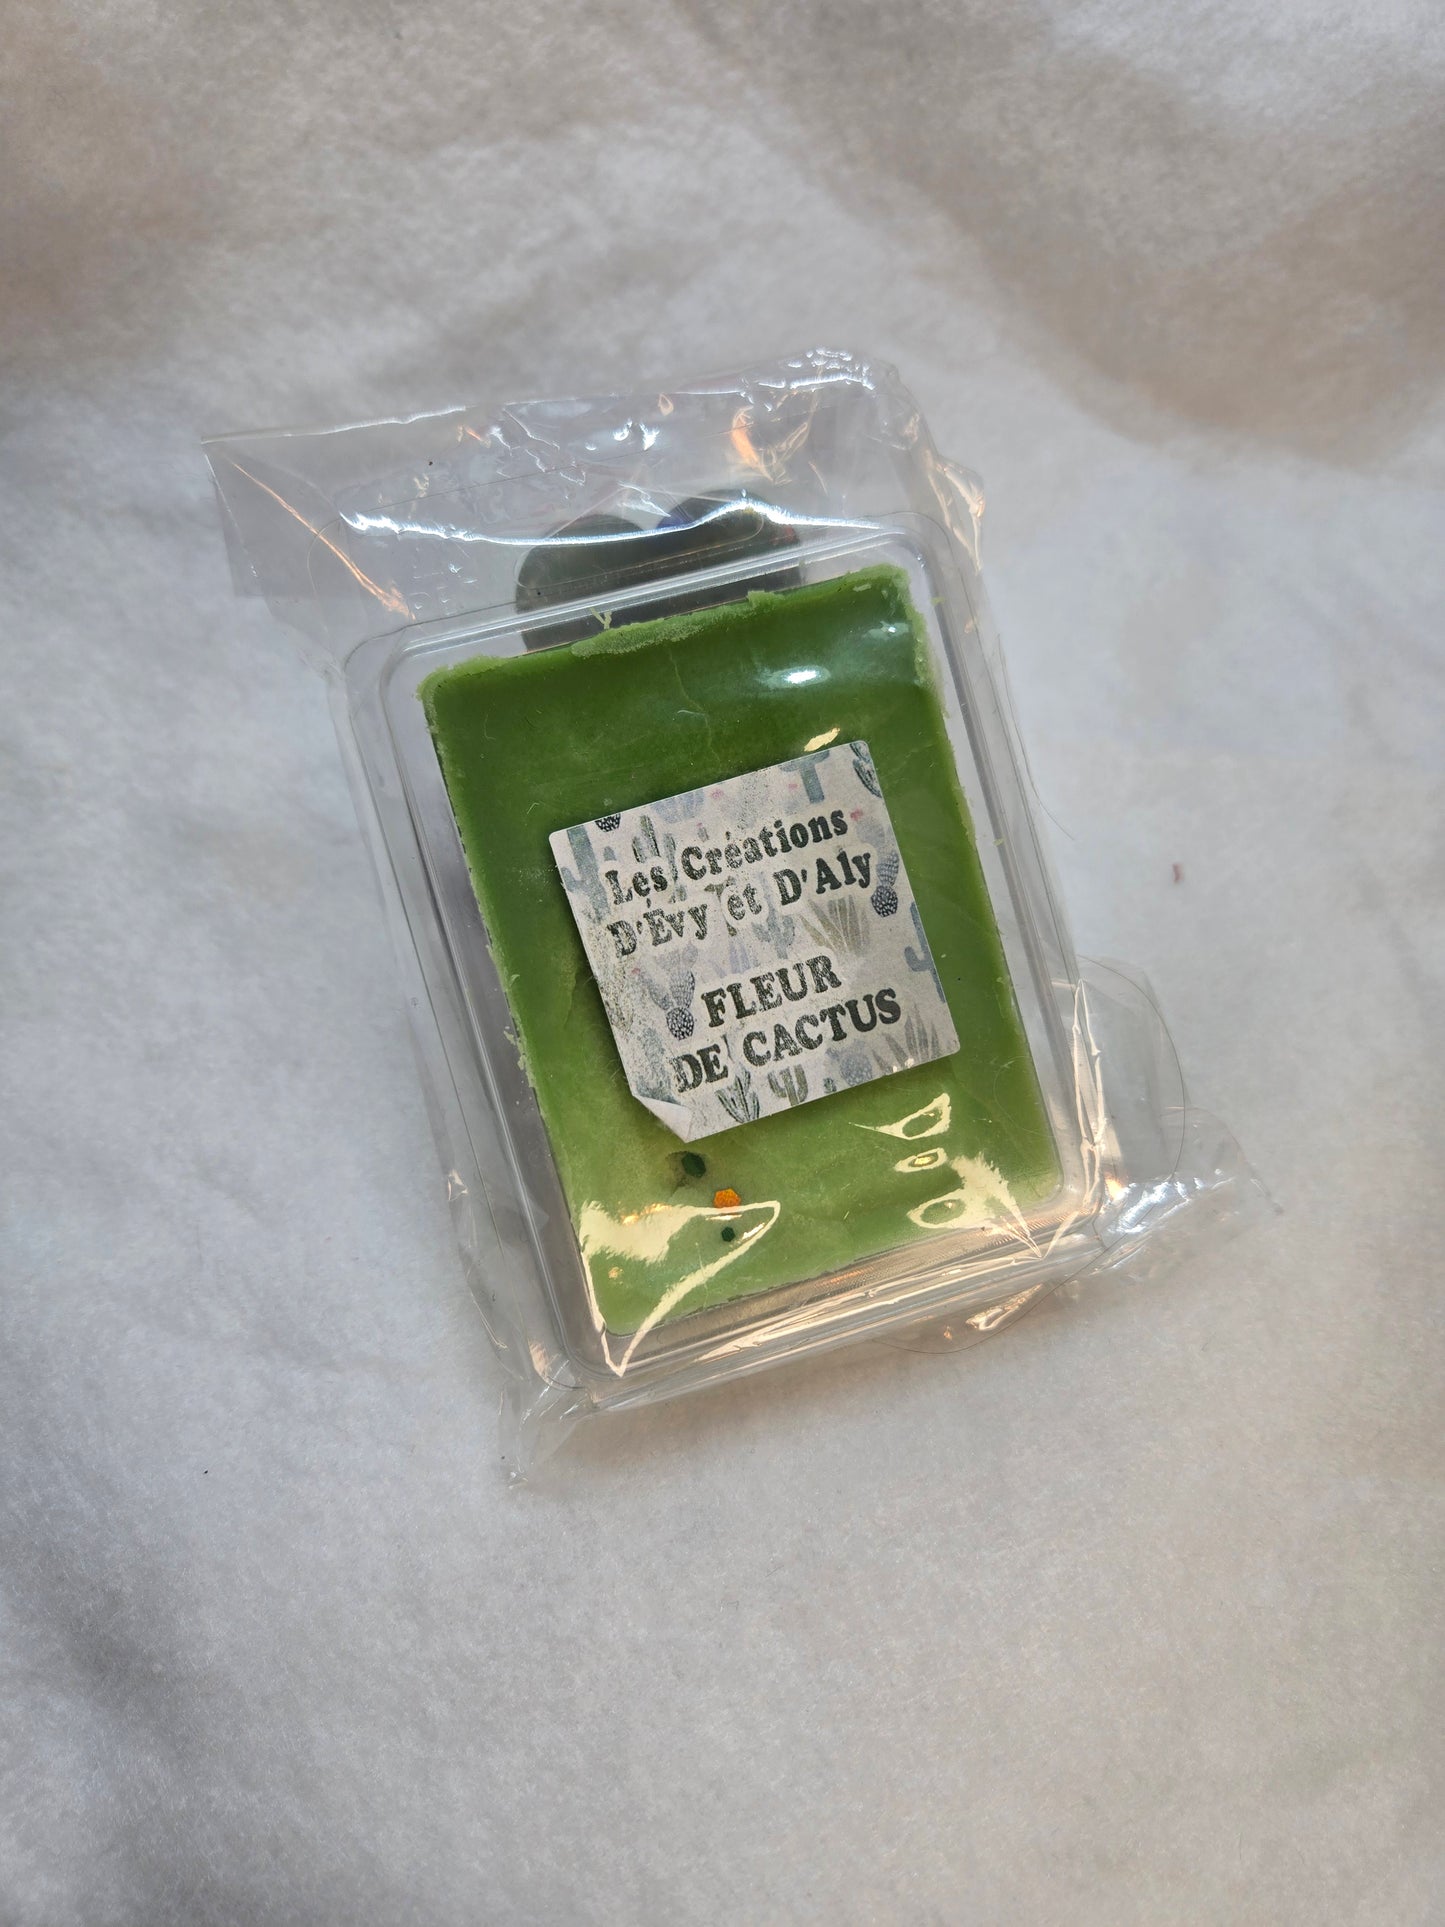 Les Créations
D'Évy et D'Aly
FLEUR
DE CACTUS